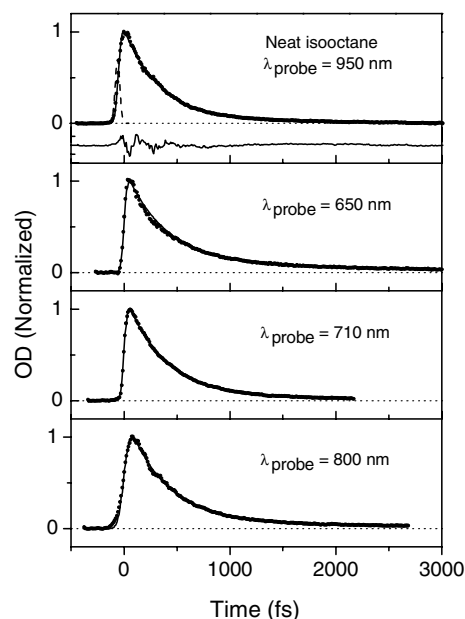 Neat isooctane
λprobe = 950 nm
1
0
λprobe = 650 nm
1
0
λprobe = 710 nm
1
0
λprobe = 800 nm
1
0
OD (Normalized)
0 1000 2000 3000
Time (fs)